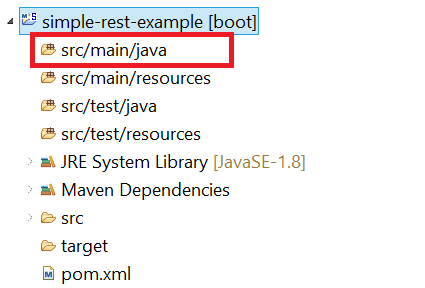 simple-rest-example [boot]
src/main/java
src/main/resources
src/test/java
src/test/resources
JRE System Library [JavaSE-1.8]
Maven Dependencies
src
target
pom.xml